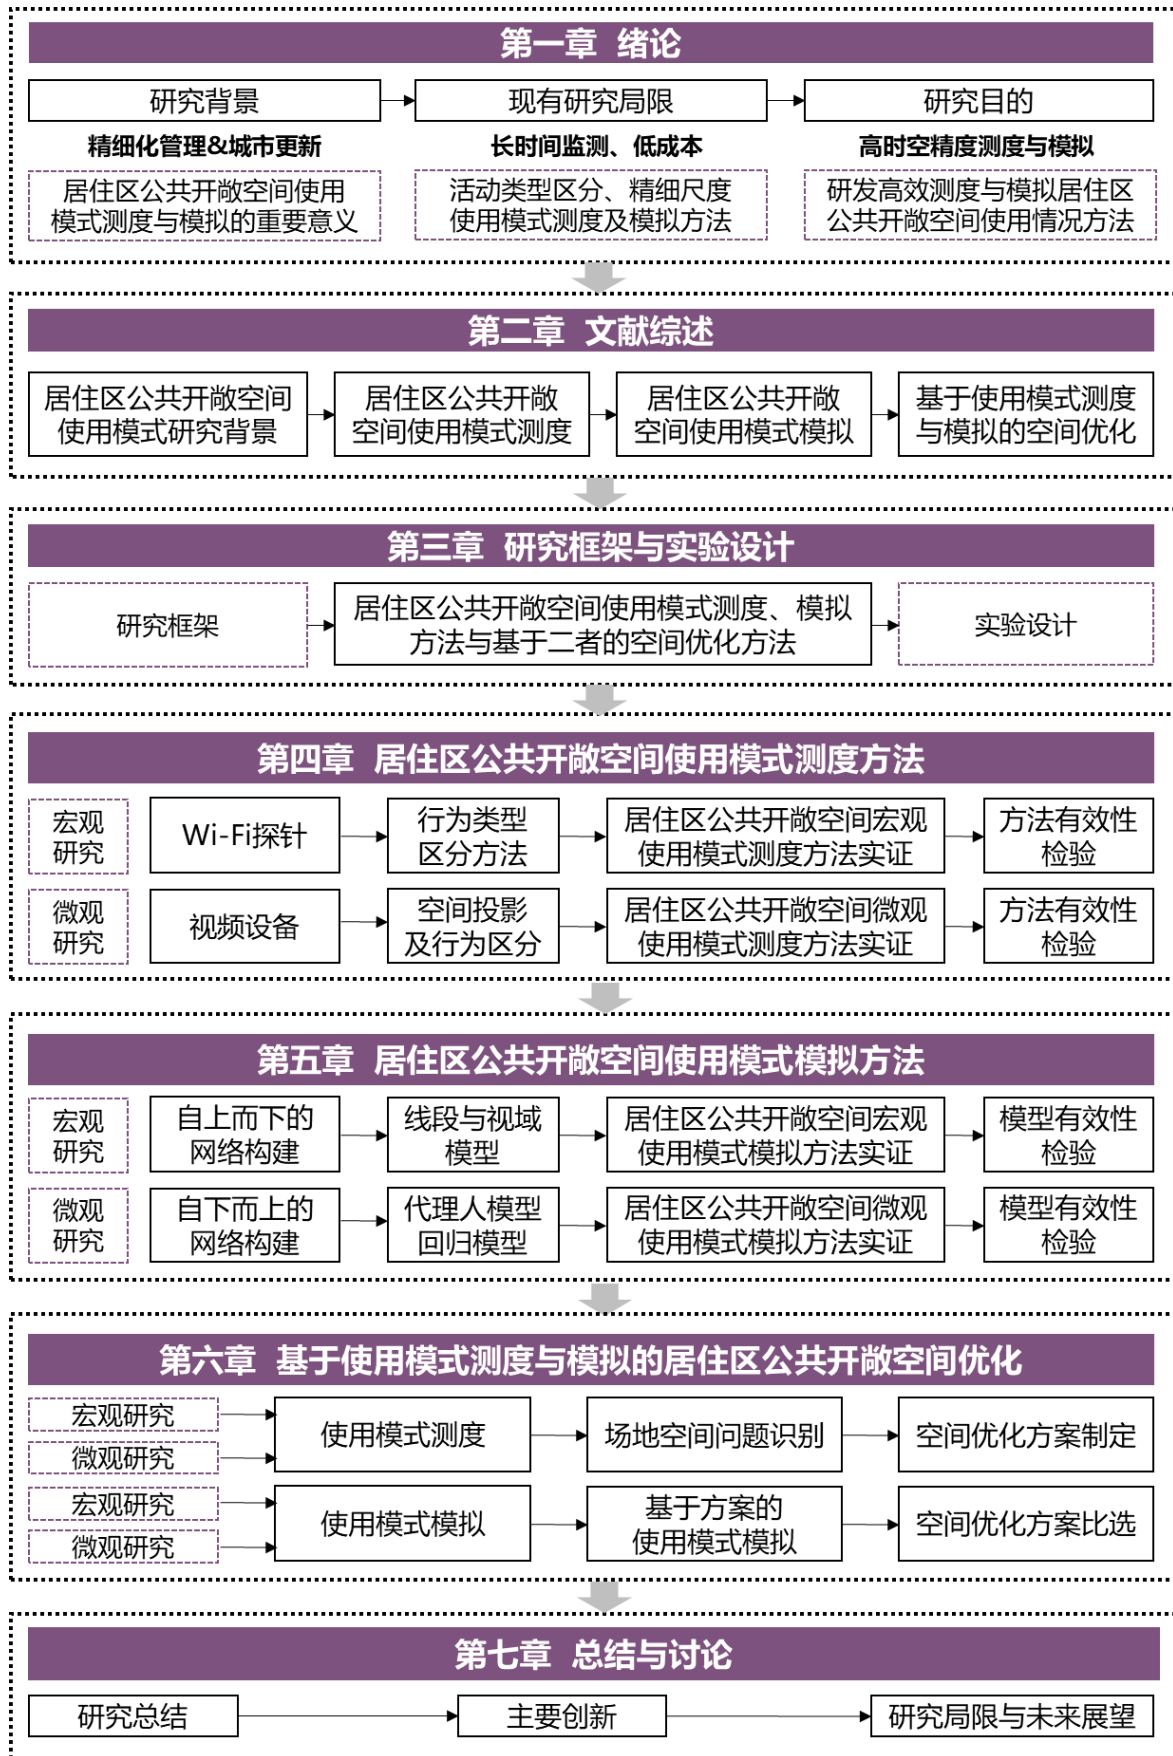 第一章 绪论
研究背景
现有研究局限
研究目的
精细化管理&城市更新
长时间监测、低成本
高时空精度测度与模拟
居住区公共开敞空间使用
模式测度与模拟的重要意义
活动类型区分、精细尺度
使用模式测度及模拟方法
研发高效测度与模拟居住区
公共开敞空间使用情况方法
第二章 文献综述
居住区公共开敞空间
使用模式研究背景
居住区公共开敞
空间使用模式测度
居住区公共开敞
空间使用模式模拟
基于使用模式测度
与模拟的空间优化
第三章 研究框架与实验设计
研究框架
居住区公共开敞空间使用模式测度、模拟
方法与基于二者的空间优化方法
实验设计
第四章 居住区公共开敞空间使用模式测度方法
宏观
研究
Wi-Fi探针
行为类型
区分方法
居住区公共开敞空间宏观
使用模式测度方法实证
方法有效性
检验
微观
研究
视频设备
空间投影
及行为区分
居住区公共开敞空间微观
使用模式测度方法实证
方法有效性
检验
第五章 居住区公共开敞空间使用模式模拟方法
宏观
研究
自上而下的
网络构建
线段与视域
模型
居住区公共开敞空间宏观
使用模式模拟方法实证
模型有效性
检验
微观
研究
自下而上的
网络构建
代理人模型
回归模型
居住区公共开敞空间微观
使用模式模拟方法实证
模型有效性
检验
第六章 基于使用模式测度与模拟的居住区公共开敞空间优化
宏观研究
微观研究
使用模式测度
场地空间问题识别
空间优化方案制定
宏观研究
微观研究
使用模式模拟
基于方案的
使用模式模拟
空间优化方案比选
第七章 总结与讨论
研究总结
主要创新
研究局限与未来展望